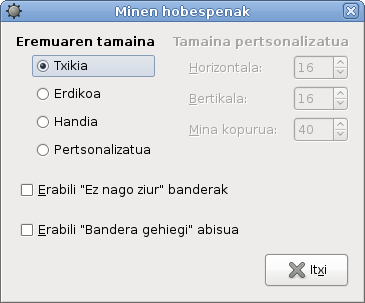 Minen hobespenak
Eremuaren tamaina
Txikia
Erdikoa
Handia
Pertsonalizatua
Tamaina pertsonalizatua
Horizontala: 16
Bertikala: 16
Mina kopurua: 40
Erabili "Ez nago ziur" banderak
Erabili "Bandera gehiegi" abisua
Itxi